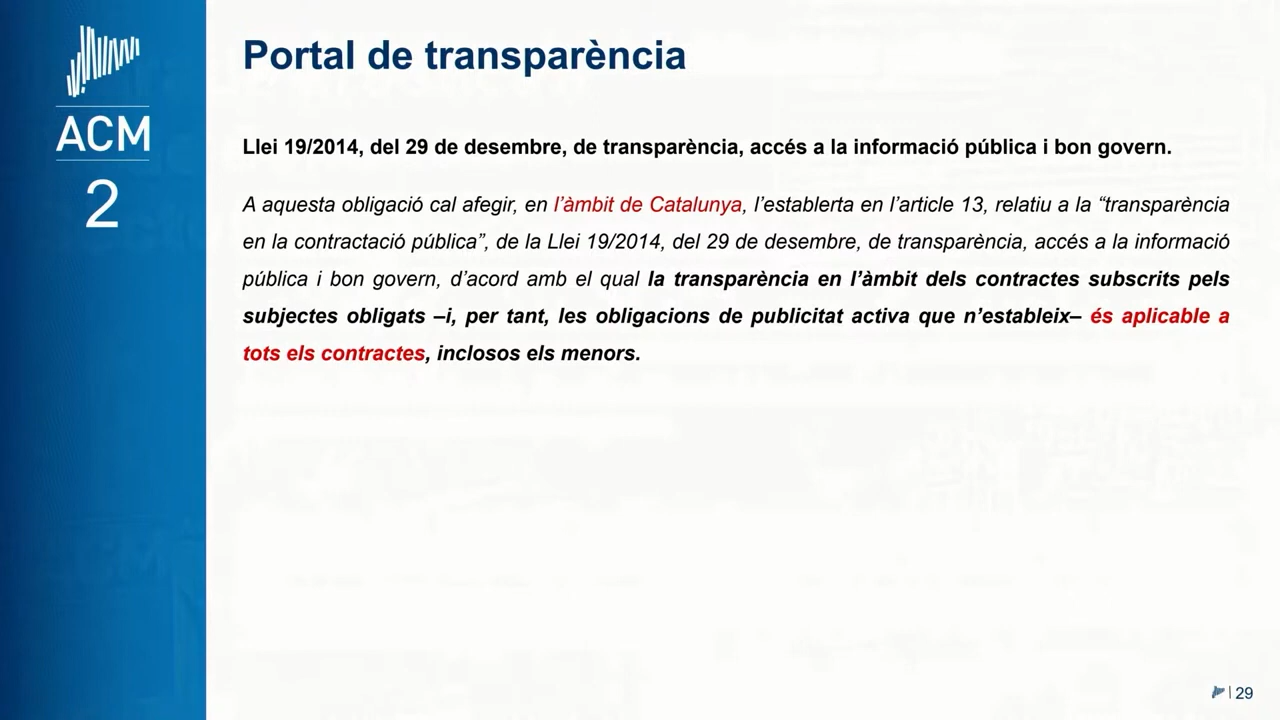 ACM
2
Portal de transparència
Llei 19/2014, del 29 de desembre, de transparència, accés a la informació pública i bon govern.
A aquesta obligació cal afegir, en l’àmbit de Catalunya, l’establerta en l’article 13, relatiu a la “transparència
en la contractació pública”, de la Llei 19/2014, del 29 de desembre, de transparència, accés a la informació
pública i bon govern, d’acord amb el qual la transparència en l’àmbit dels contractes subscrits pels
subjectes obligats –i, per tant, les obligacions de publicitat activa que n’estableix– és aplicable a
tots els contractes, inclosos els menors.
29